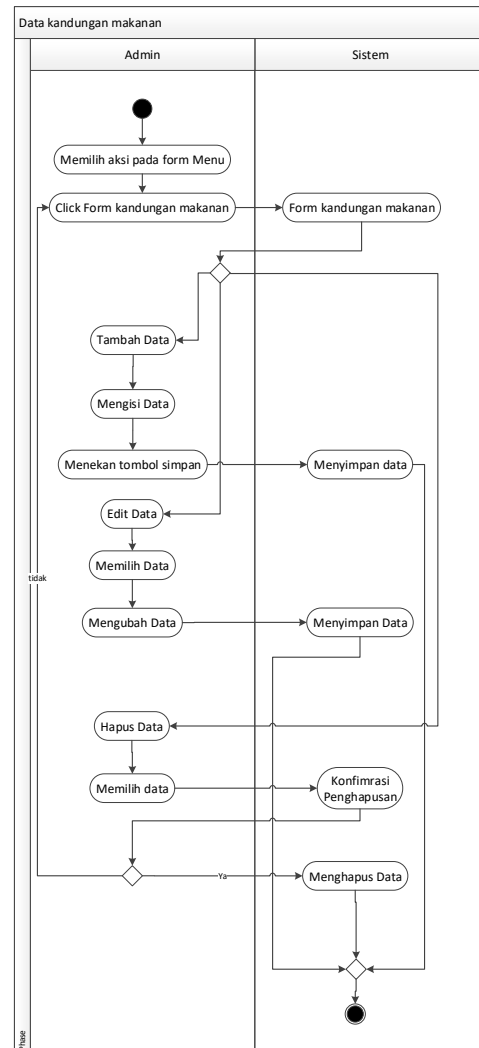 Data kandungan makanan
Admin
Sistem
Memilih aksi pada form Menu
Click Form kandungan makanan
Form kandungan makanan
Tambah Data
Mengisi Data
Menekan tombol simpan
Menyimpan data
Edit Data
Memilih Data
tidak
Mengubah Data
Menyimpan Data
Hapus Data
Memilih data
Konfimrasi
Penghapusan
Ya
Menghapus Data
Phase